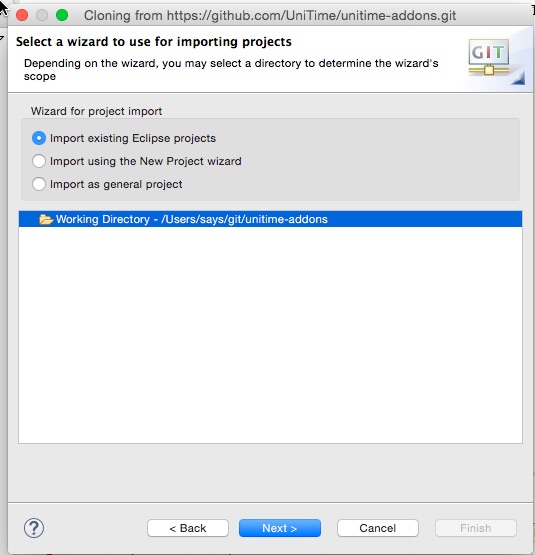 Cloning from https://github.com/UniTime/unitime-addons.git
Select a wizard to use for importing projects
Depending on the wizard, you may select a directory to determine the wizard's
scope
GIT
Wizard for project import
Import existing Eclipse projects
Import using the New Project wizard
Import as general project
Working Directory - /Users/says/git/unitime-addons
?
< Back
Next >
Cancel
Finish